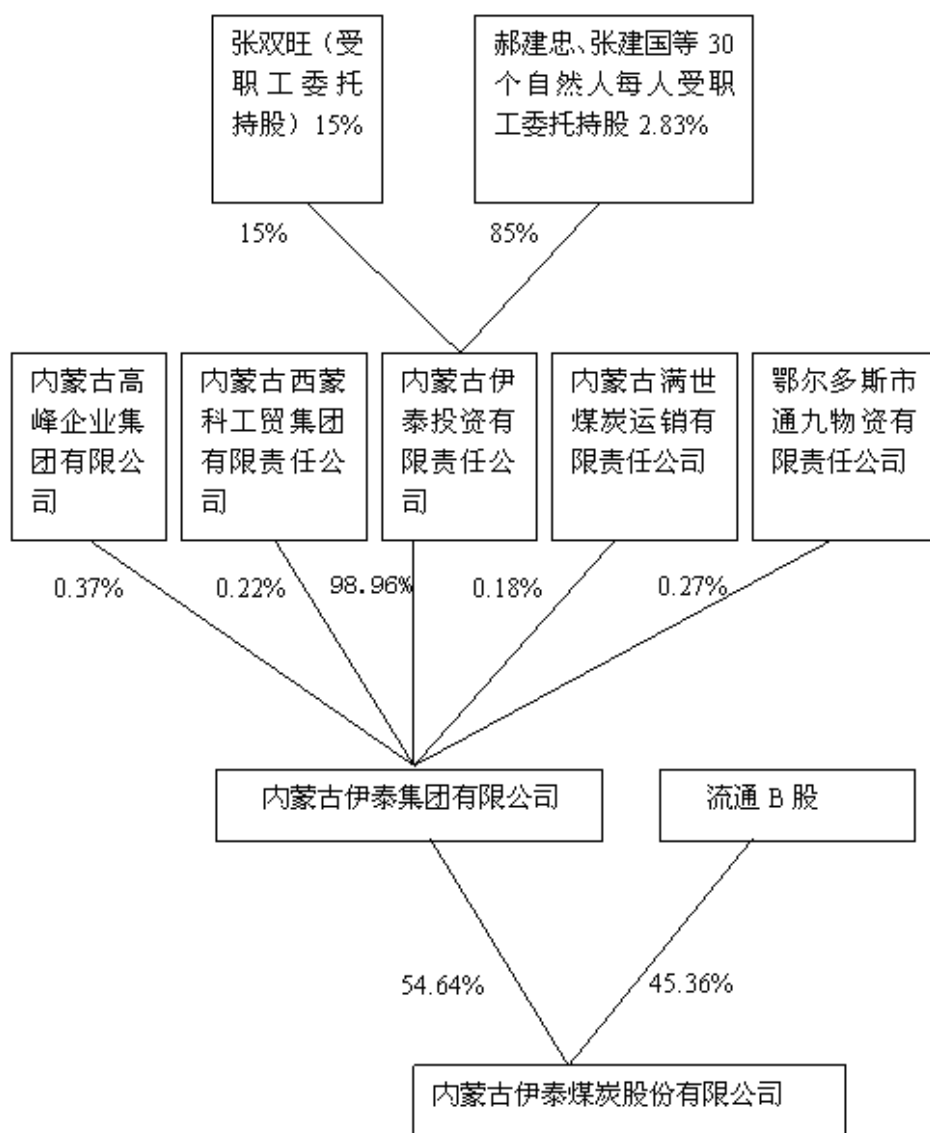 张双旺（受
职工委托
持股）15%
郝建忠、张建国等 30
个自然人每人受职
工委托持股 2.83%
15%
85%
内蒙古高
峰企业集
团有限公
司
内蒙古西蒙
科工贸集团
有限责任公
司
内蒙古伊
泰投资有
限责任公
司
内蒙古满世
煤炭运销有
限责任公司
鄂尔多斯市
通九物资有
限责任公司
0.37%
0.22%
98.96%
0.18%
0.27%
内蒙古伊泰集团有限公司
流通 B 股
54.64%
45.36%
内蒙古伊泰煤炭股份有限公司